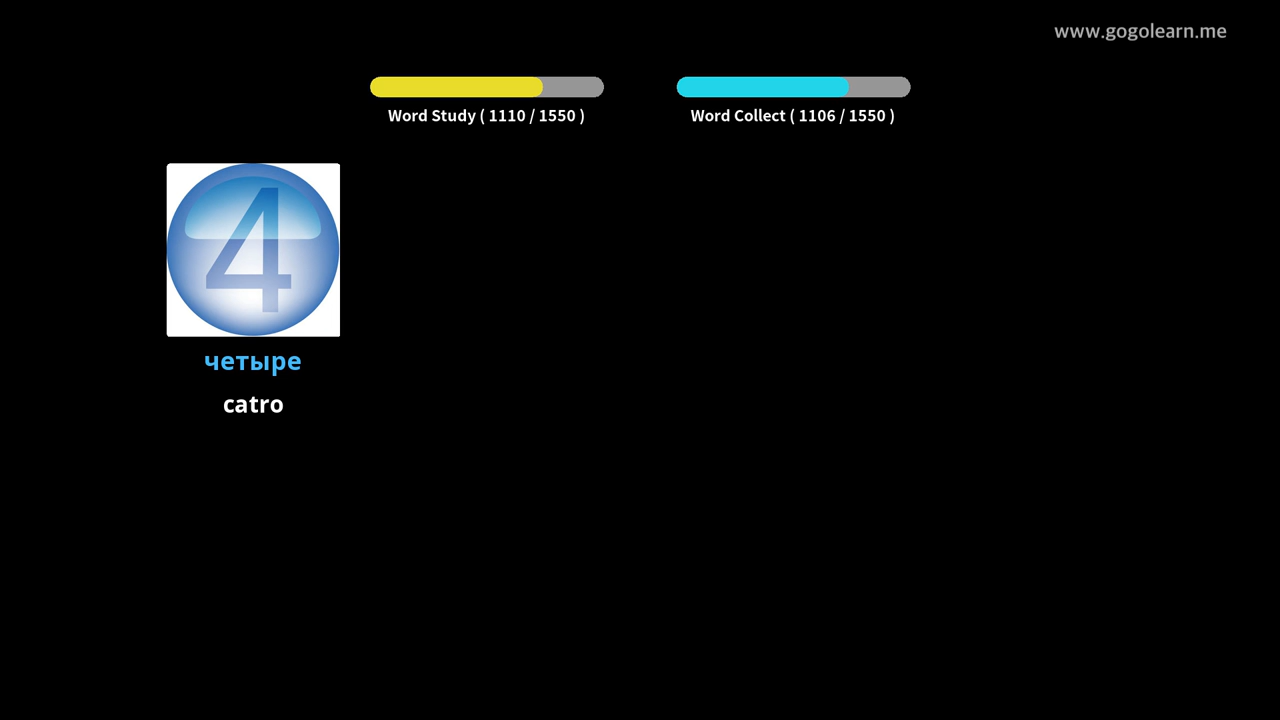 www.gogolearn.me
Word Study ( 1110 / 1550 )
Word Collect ( 1106 / 1550 )
4
четыре
catro